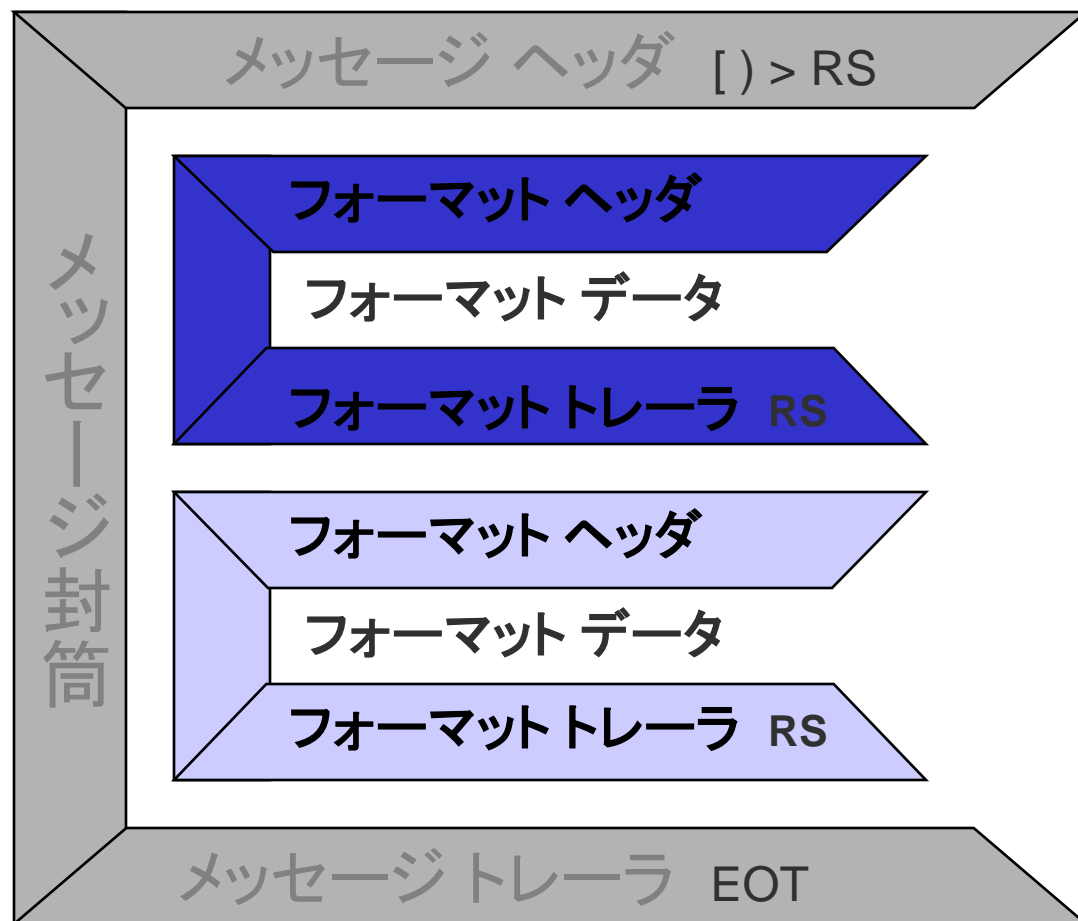 メッセージ ヘッダ [ ) > RS
メッセージ封筒
フォーマット ヘッダ
フォーマット データ
フォーマット トレーラ RS
フォーマット ヘッダ
フォーマット データ
フォーマット トレーラ RS
メッセージ トレーラ EOT